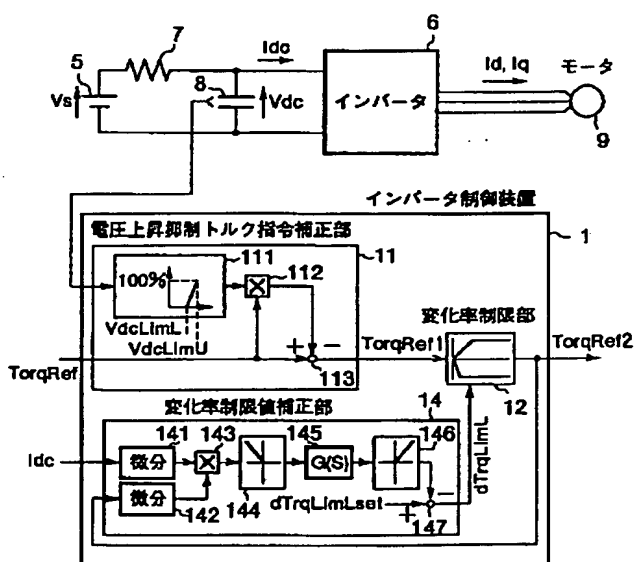 7
Idc
6
5
8
Id, Iq
モータ
Vs
Vdc
インバータ
9
インバータ制御装置
電圧上昇抑制トルク指令補正部
1
111
11
100%
112
VdcLimL
VdcLimU
変化率制限部
TorqRef
TorqRef1
TorqRef2
113
12
変化率制限値補正部
14
141
143
145
146
Idc
微分
G(S)
微分
144
142
dTrqLimLset
147
dTrqLimL